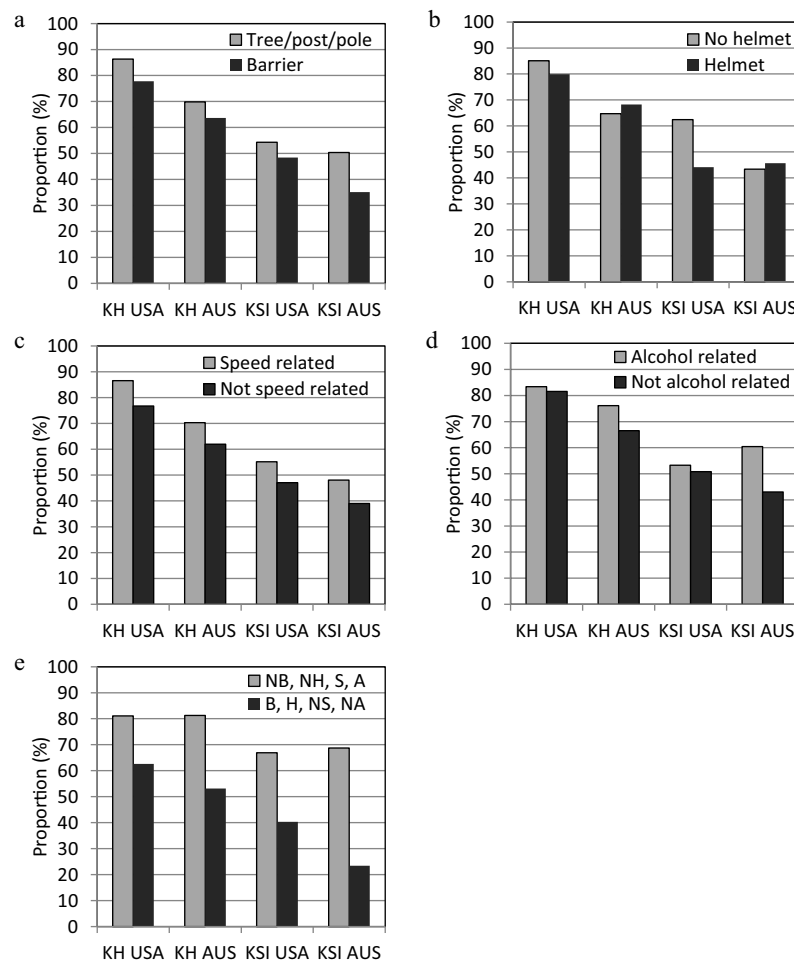 a
100
90
80
70
60
50
40
30
20
10
0
Proportion (%)
Tree/post/pole
Barrier
KH USA KH AUS KSI USA KSI AUS
b
100
90
80
70
60
50
40
30
20
10
0
Proportion (%)
No helmet
Helmet
KH USA KH AUS KSI USA KSI AUS
c
100
90
80
70
60
50
40
30
20
10
0
Proportion (%)
Speed related
Not speed related
KH USA KH AUS KSI USA KSI AUS
d
100
90
80
70
60
50
40
30
20
10
0
Proportion (%)
Alcohol related
Not alcohol related
KH USA KH AUS KSI USA KSI AUS
e
100
90
80
70
60
50
40
30
20
10
0
Proportion (%)
NB, NH, S, A
B, H, NS, NA
KH USA KH AUS KSI USA KSI AUS